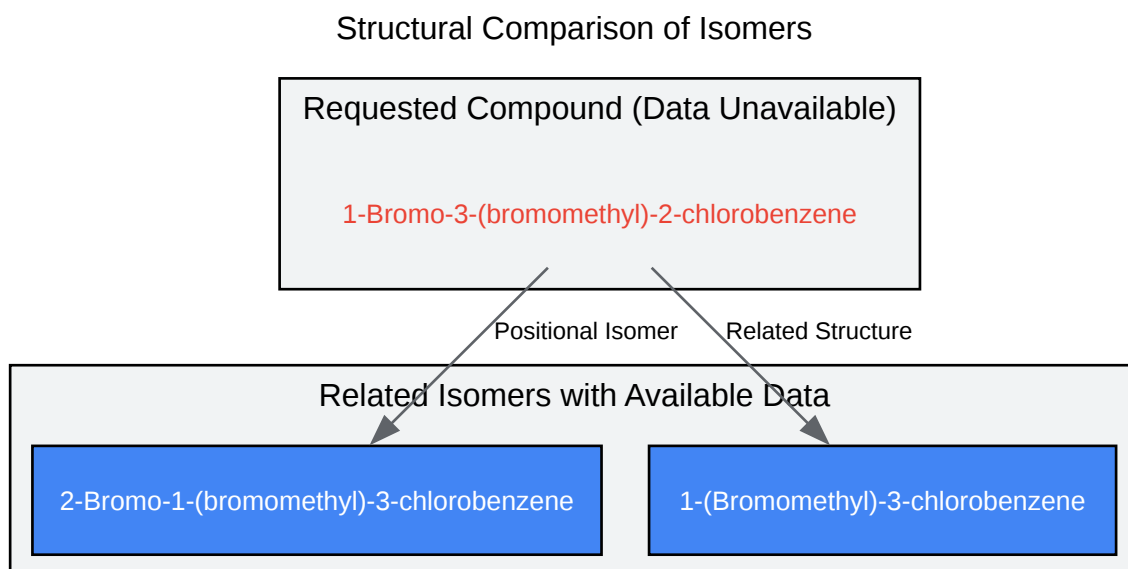 Structural Comparison of Isomers
Requested Compound (Data Unavailable)
1-Bromo-3-(bromomethyl)-2-chlorobenzene
Positional Isomer
Related Structure
Related Isomers with Available Data
2-Bromo-1-(bromomethyl)-3-chlorobenzene
1-(Bromomethyl)-3-chlorobenzene